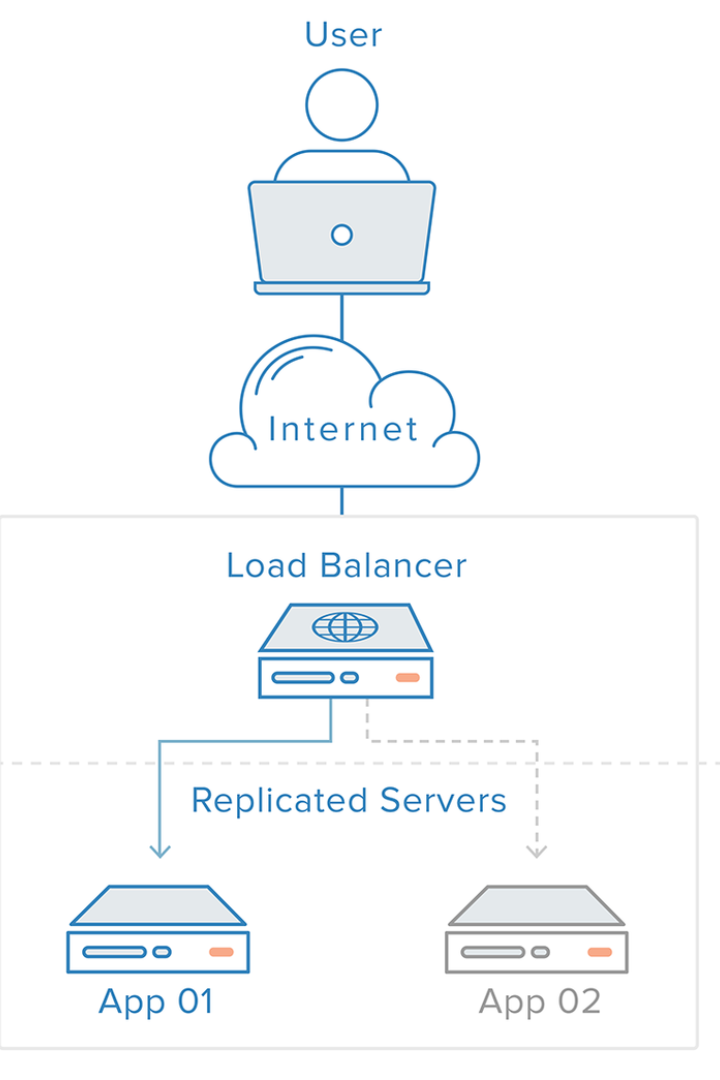 User
Internet
Load Balancer
Replicated Servers
App 01
App 02